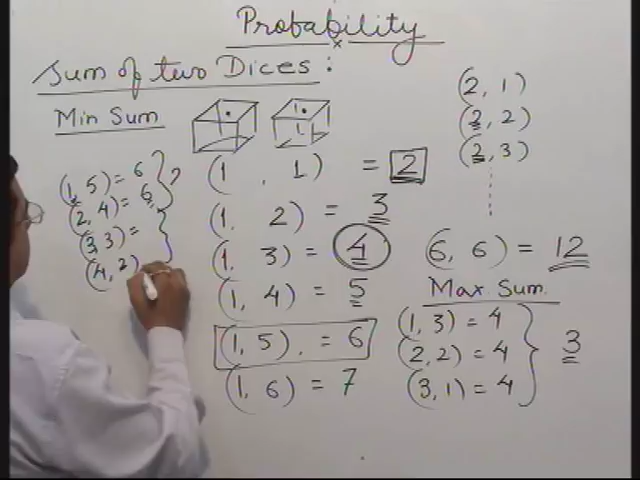 Probability
Sum of two Dices :
Min Sum
(1, 1) = 2
(1, 2) = 3
(1, 3) = 4
(1, 4) = 5
(1, 5). = 6
(1, 6) = 7
(1, 5) = 6
(2, 4) = 6
(3, 3) =
(4, 2)
(2, 1)
(2, 2)
(2, 3)
(6, 6) = 12
Max Sum.
(1, 3) = 4
(2, 2) = 4
(3, 1) = 4
3